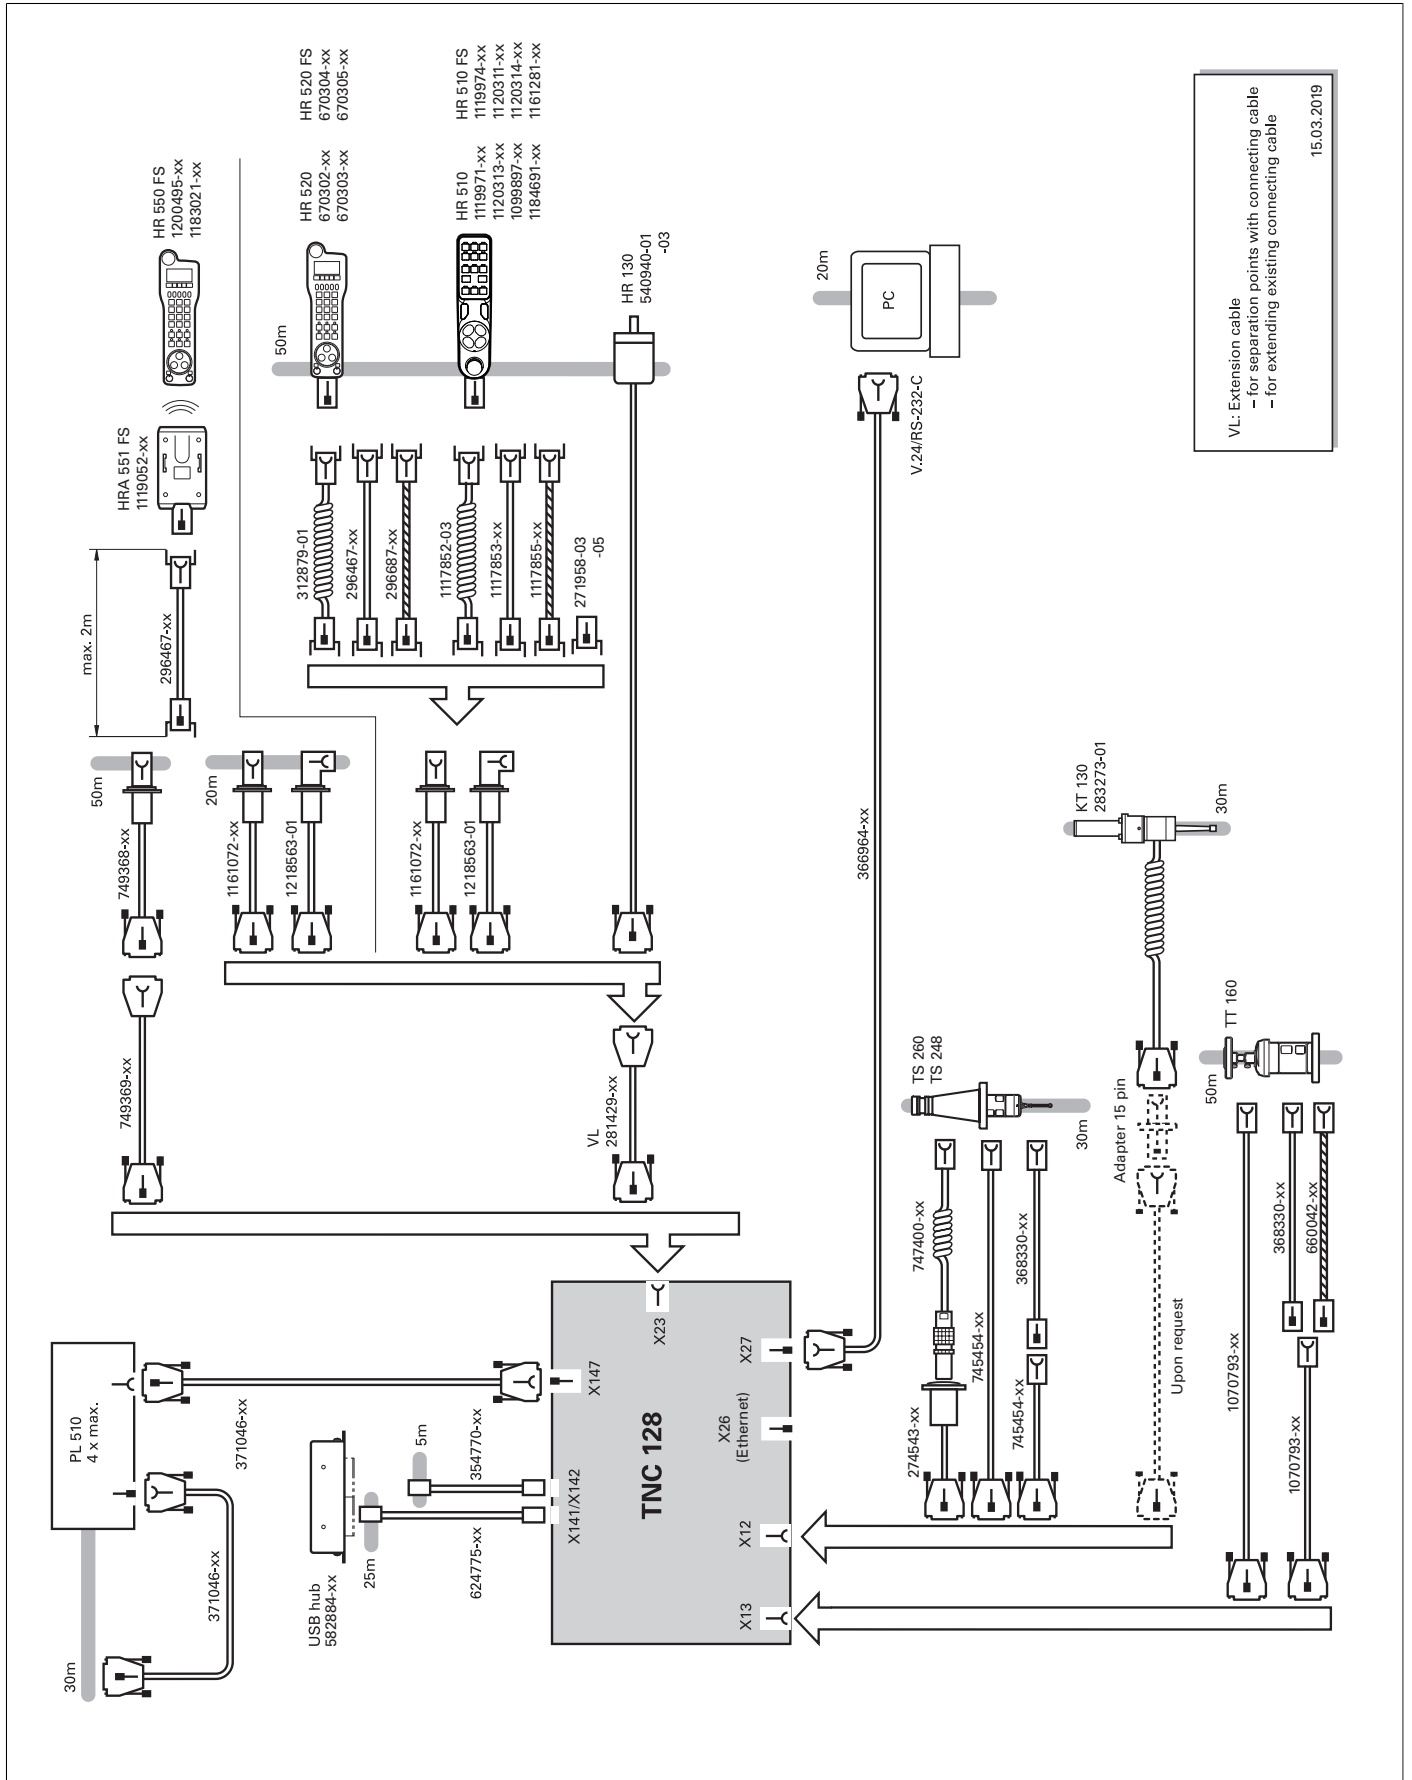 HR 550 FS
1200495-xx
1183021-xx
HR 520
670302-xx
670303-xx
HR 520 FS
670304-xx
670305-xx
HR 510
1119971-xx
1120313-xx
1099897-xx
1184691-xx
HR 510 FS
1119974-xx
1120311-xx
1120314-xx
1161281-xx
50m
HR 130
540940-01
-03
20m
PC
V.24/RS-232-C
VL: Extension cable
– for separation points with connecting cable
– for extending existing connecting cable
15.03.2019
HRA 551 FS
1119052-xx
max. 2m
296467-xx
312879-01
296467-xx
296687-xx
1117852-03
1117853-xx
1117855-xx
271958-03
-05
50m
749368-xx
20m
1161072-xx
1218563-01
1161072-xx
1218563-01
366964-xx
KT 130
283273-01
30m
749369-xx
VL
281429-xx
TS 260
TS 248
30m
Adapter 15 pin
TT 160
50m
747400-xx
274543-xx
745454-xx
368330-xx
745454-xx
Upon request
1070793-xx
368330-xx
660042-xx
1070793-xx
PL 510
4 x max.
371046-xx
371046-xx
30m
USB hub
582884-xx
25m
5m
354770-xx
624775-xx
TNC 128
X23
X147
X141/X142
X27
X26
(Ethernet)
X12
X13